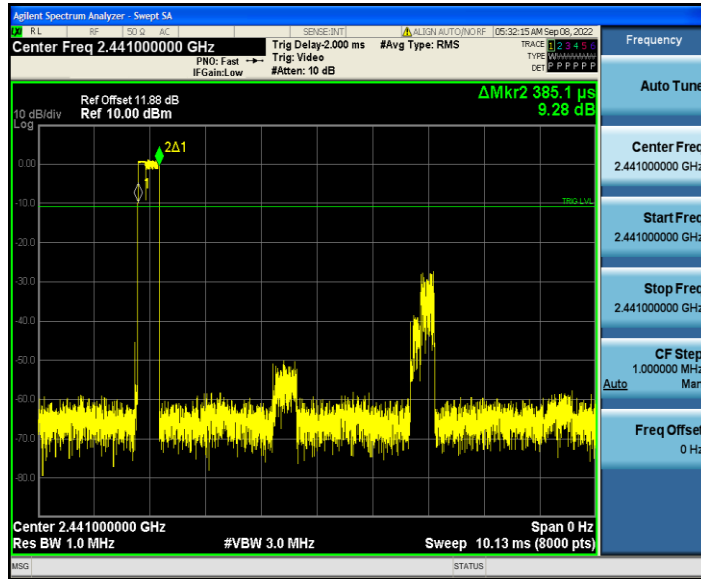 Agilent Spectrum Analyzer - Swept SA
RL RF 50 Ω AC SENSE:INT ALIGN AUTO/NO RF 05:32:15 AM Sep 08, 2022
Center Freq 2.441000000 GHz
PNO: Fast
IFGain:Low
Trig Delay-2.000 ms
Trig: Video
#Atten: 10 dB
#Avg Type: RMS
TRACE 1 2 3 4 5 6
TYPE
DET P P P P P P
Ref Offset 11.88 dB
10 dB/div Ref 10.00 dBm
Log
ΔMkr2 385.1 µs
9.28 dB
2Δ1
1
TRIG LVL
0.00
-10.0
-20.0
-30.0
-40.0
-50.0
-60.0
-70.0
-80.0
Center 2.441000000 GHz Span 0 Hz
Res BW 1.0 MHz #VBW 3.0 MHz Sweep 10.13 ms (8000 pts)
MSG STATUS
Frequency
Auto Tune
Center Freq
2.441000000 GHz
Start Freq
2.441000000 GHz
Stop Freq
2.441000000 GHz
CF Step
1.000000 MHz
Auto Man
Freq Offset
0 Hz